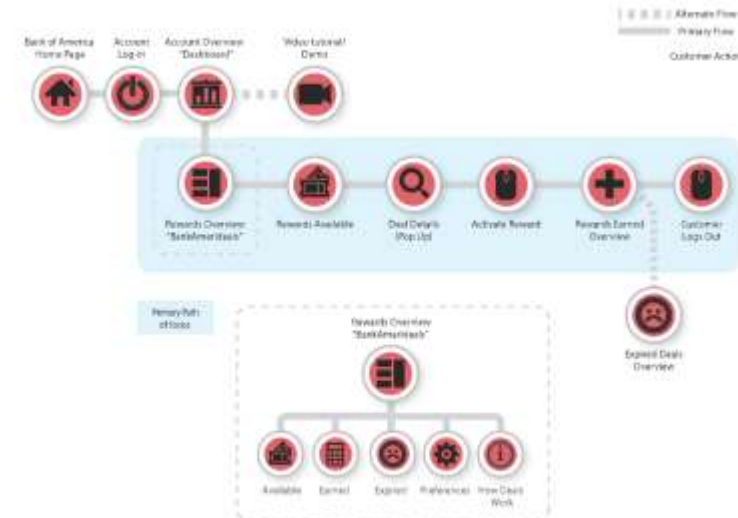 Alternate Flow
Primary Flow
Customer Action
Bank of America
Home Page
Account
Log-in
Account Overview
"Dashboard"
Video tutorial/
Demo
Rewards Overview
"BankAmerideals"
Rewards Available
Deal Details
(Pop Up)
Activate Reward
Rewards Earned
Overview
Customer
Logs Out
Primary Path
of focus
Expired Deals
Overview
Rewards Overview
"BankAmerideals"
Available
Earned
Expired
Preferences
How Deals
Work